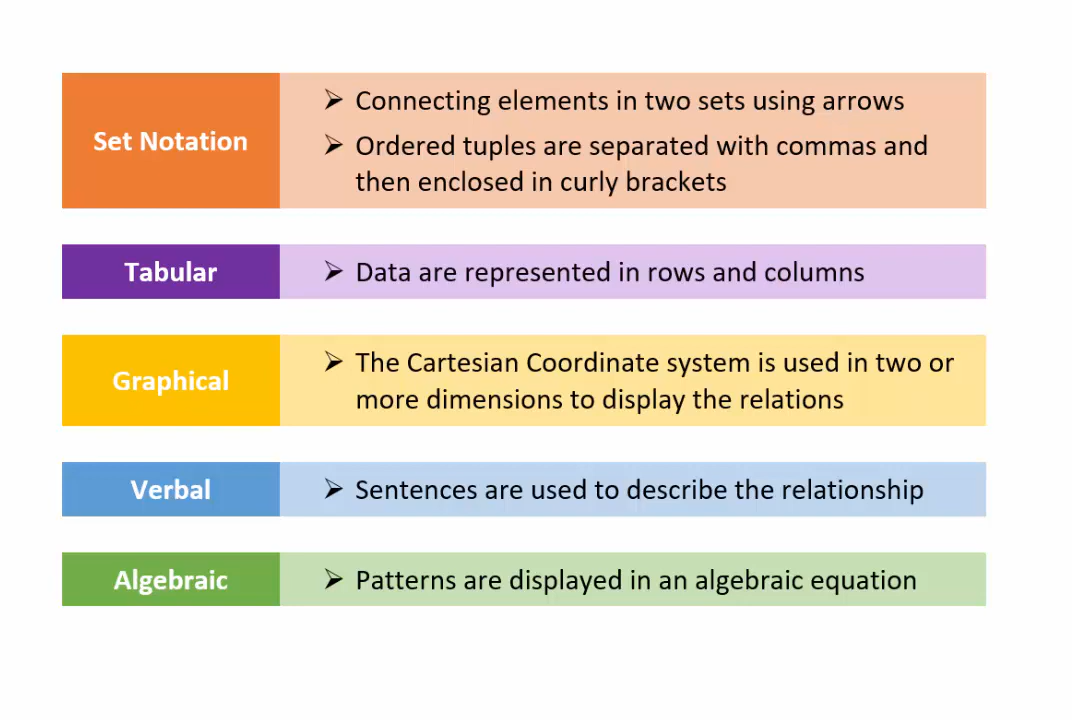 Set Notation
➢ Connecting elements in two sets using arrows
➢ Ordered tuples are separated with commas and
then enclosed in curly brackets
Tabular
➢ Data are represented in rows and columns
Graphical
➢ The Cartesian Coordinate system is used in two or
more dimensions to display the relations
Verbal
➢ Sentences are used to describe the relationship
Algebraic
➢ Patterns are displayed in an algebraic equation